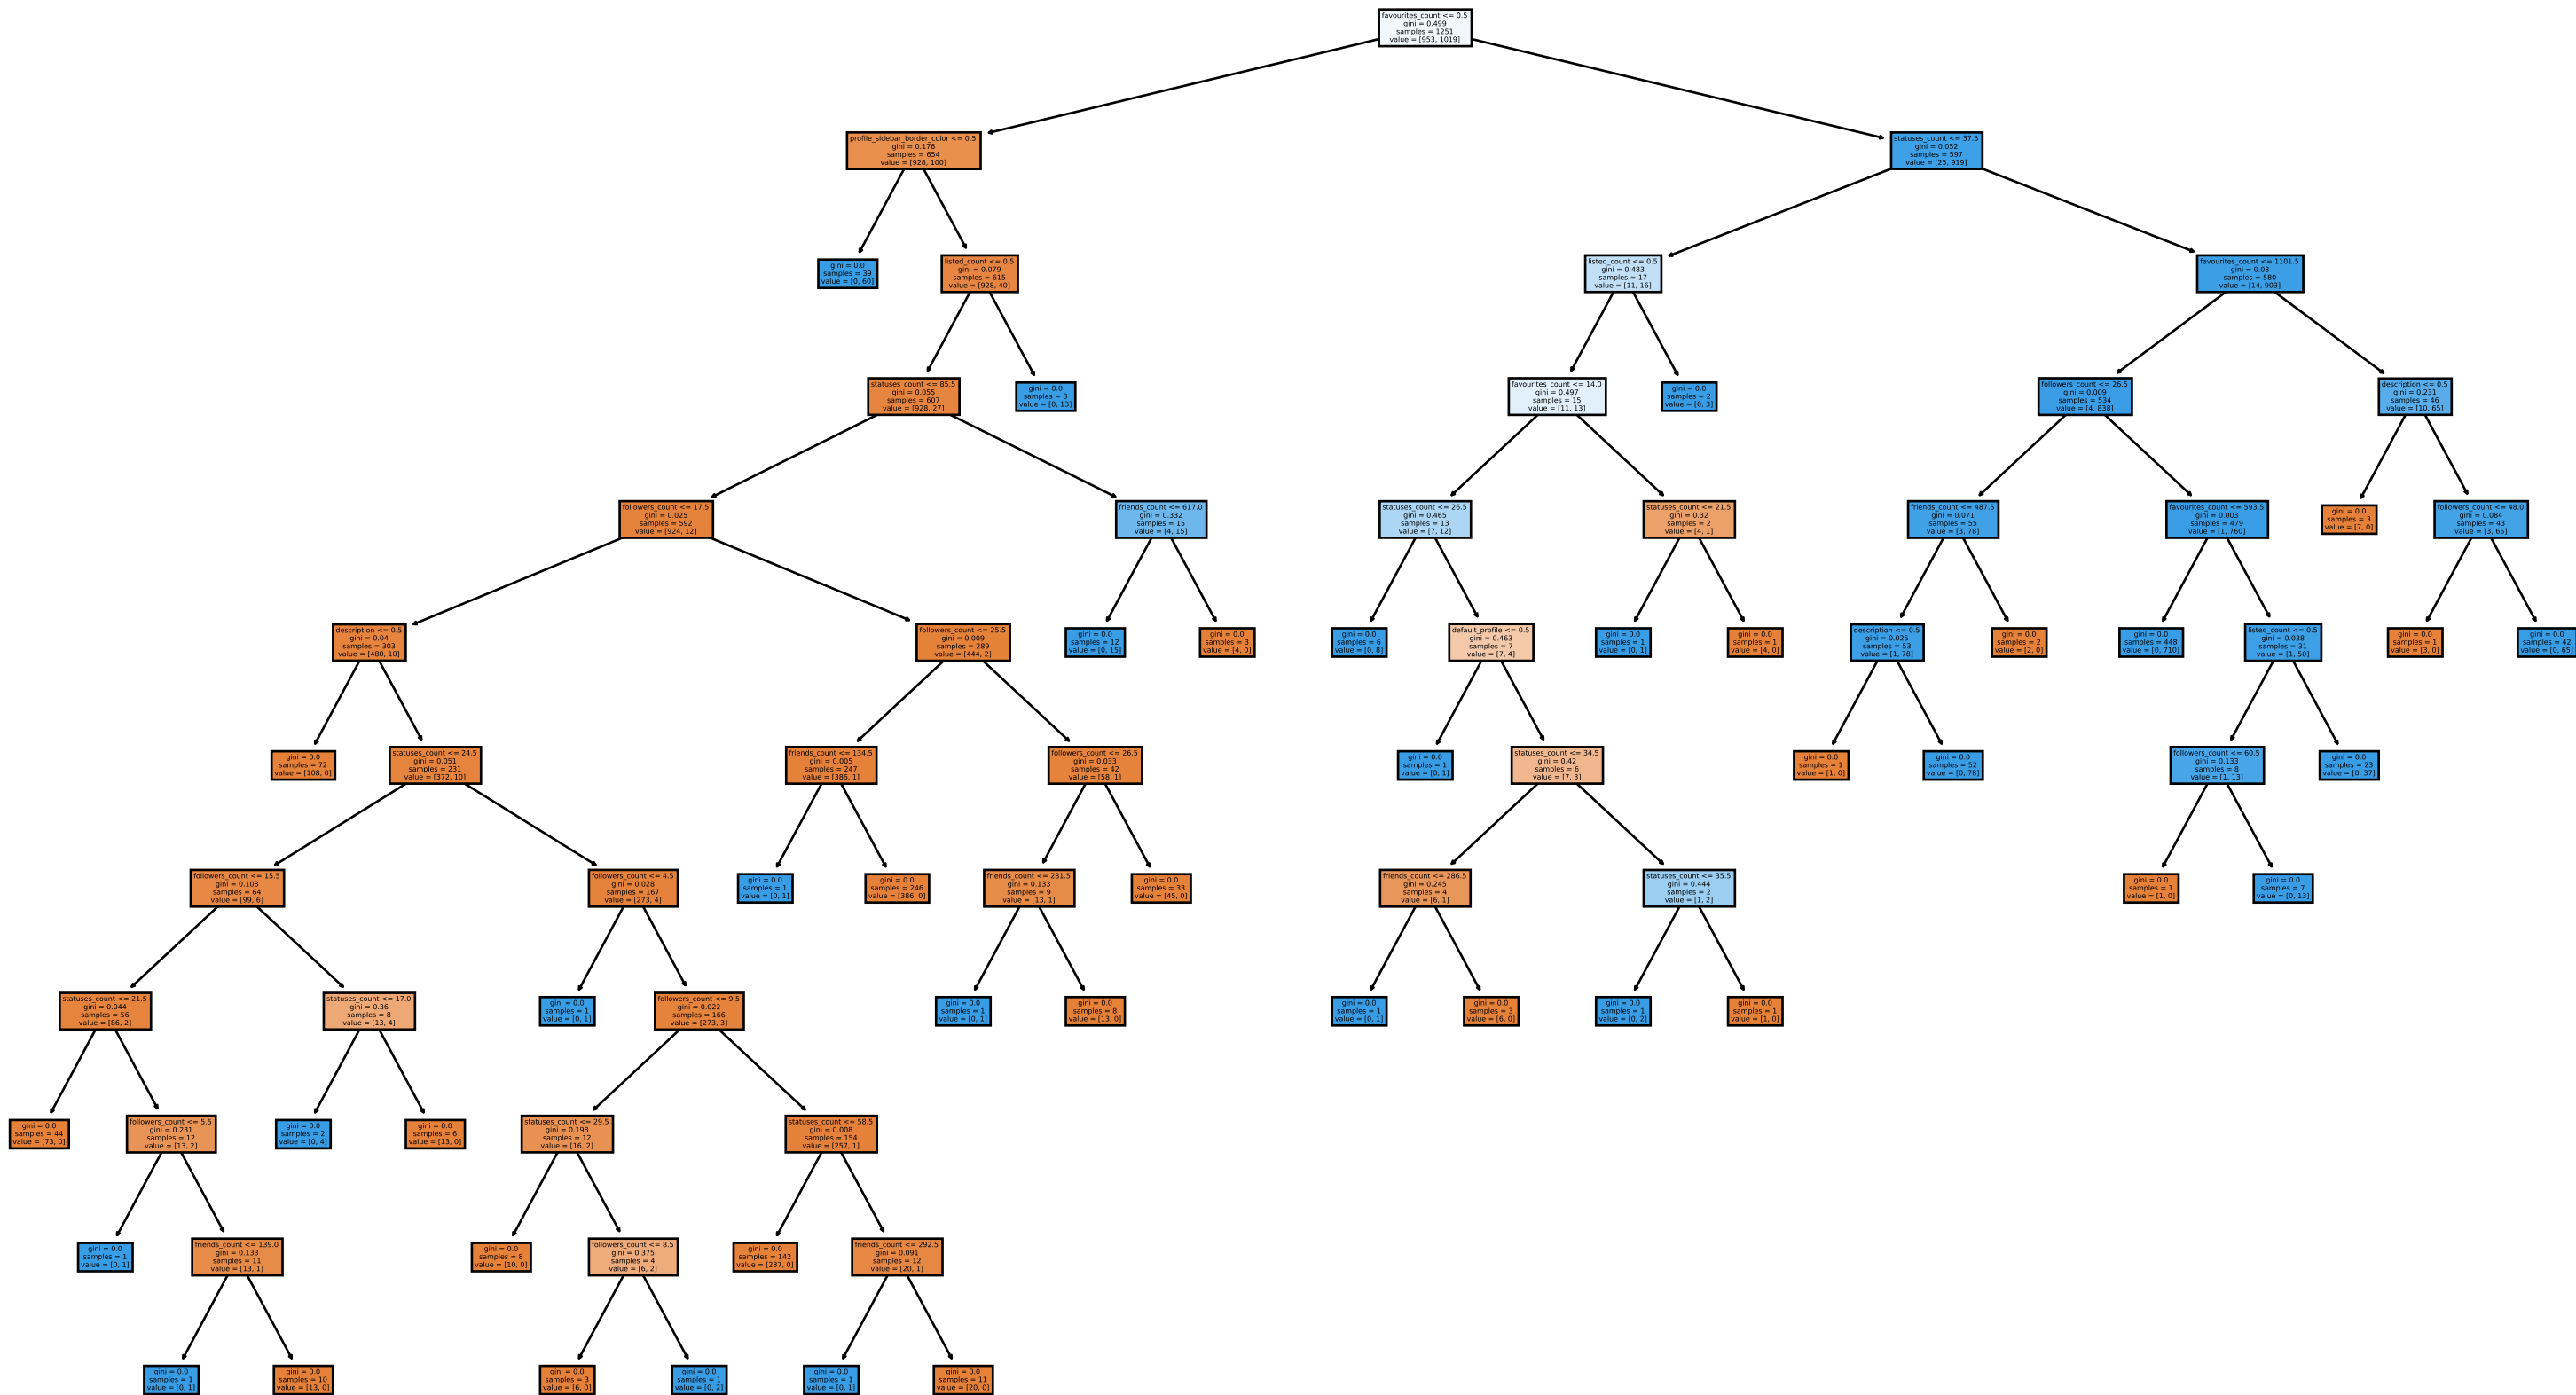 favourites_count <= 0.5
gini = 0.499
samples = 1251
value = [953, 1019]
profile_sidebar_border_color <= 0.5
gini = 0.176
samples = 654
value = [928, 100]
statuses_count <= 37.5
gini = 0.052
samples = 597
value = [25, 919]
gini = 0.0
samples = 39
value = [0, 60]
listed_count <= 0.5
gini = 0.079
samples = 615
value = [928, 40]
listed_count <= 0.5
gini = 0.483
samples = 17
value = [11, 16]
favourites_count <= 1101.5
gini = 0.03
samples = 580
value = [14, 903]
statuses_count <= 85.5
gini = 0.055
samples = 607
value = [928, 27]
gini = 0.0
samples = 8
value = [0, 13]
favourites_count <= 14.0
gini = 0.497
samples = 15
value = [11, 13]
gini = 0.0
samples = 2
value = [0, 3]
followers_count <= 26.5
gini = 0.009
samples = 534
value = [4, 838]
description <= 0.5
gini = 0.231
samples = 46
value = [10, 65]
followers_count <= 17.5
gini = 0.025
samples = 592
value = [924, 12]
friends_count <= 617.0
gini = 0.332
samples = 15
value = [4, 15]
statuses_count <= 26.5
gini = 0.465
samples = 13
value = [7, 12]
statuses_count <= 21.5
gini = 0.32
samples = 2
value = [4, 1]
friends_count <= 487.5
gini = 0.071
samples = 55
value = [3, 78]
favourites_count <= 593.5
gini = 0.003
samples = 479
value = [1, 760]
gini = 0.0
samples = 3
value = [7, 0]
followers_count <= 48.0
gini = 0.084
samples = 43
value = [3, 65]
description <= 0.5
gini = 0.04
samples = 303
value = [480, 10]
followers_count <= 25.5
gini = 0.009
samples = 289
value = [444, 2]
gini = 0.0
samples = 12
value = [0, 15]
gini = 0.0
samples = 3
value = [4, 0]
gini = 0.0
samples = 6
value = [0, 8]
default_profile <= 0.5
gini = 0.463
samples = 7
value = [7, 4]
gini = 0.0
samples = 1
value = [0, 1]
gini = 0.0
samples = 1
value = [4, 0]
description <= 0.5
gini = 0.025
samples = 53
value = [1, 78]
gini = 0.0
samples = 2
value = [2, 0]
gini = 0.0
samples = 448
value = [0, 710]
listed_count <= 0.5
gini = 0.038
samples = 31
value = [1, 50]
gini = 0.0
samples = 1
value = [3, 0]
gini = 0.0
samples = 42
value = [0, 65]
gini = 0.0
samples = 72
value = [108, 0]
statuses_count <= 24.5
gini = 0.051
samples = 231
value = [372, 10]
friends_count <= 134.5
gini = 0.005
samples = 247
value = [386, 1]
followers_count <= 26.5
gini = 0.033
samples = 42
value = [58, 1]
gini = 0.0
samples = 1
value = [0, 1]
statuses_count <= 34.5
gini = 0.42
samples = 6
value = [7, 3]
gini = 0.0
samples = 1
value = [1, 0]
gini = 0.0
samples = 52
value = [0, 78]
followers_count <= 60.5
gini = 0.133
samples = 8
value = [1, 13]
gini = 0.0
samples = 23
value = [0, 37]
followers_count <= 15.5
gini = 0.108
samples = 64
value = [99, 6]
followers_count <= 4.5
gini = 0.028
samples = 167
value = [273, 4]
gini = 0.0
samples = 1
value = [0, 1]
gini = 0.0
samples = 246
value = [386, 0]
friends_count <= 281.5
gini = 0.133
samples = 9
value = [13, 1]
gini = 0.0
samples = 33
value = [45, 0]
friends_count <= 286.5
gini = 0.245
samples = 4
value = [6, 1]
statuses_count <= 35.5
gini = 0.444
samples = 2
value = [1, 2]
gini = 0.0
samples = 1
value = [1, 0]
gini = 0.0
samples = 7
value = [0, 13]
statuses_count <= 21.5
gini = 0.044
samples = 56
value = [86, 2]
statuses_count <= 17.0
gini = 0.36
samples = 8
value = [13, 4]
gini = 0.0
samples = 1
value = [0, 1]
followers_count <= 9.5
gini = 0.022
samples = 166
value = [273, 3]
gini = 0.0
samples = 1
value = [0, 1]
gini = 0.0
samples = 8
value = [13, 0]
gini = 0.0
samples = 1
value = [0, 1]
gini = 0.0
samples = 3
value = [6, 0]
gini = 0.0
samples = 1
value = [0, 2]
gini = 0.0
samples = 1
value = [1, 0]
gini = 0.0
samples = 44
value = [73, 0]
followers_count <= 5.5
gini = 0.231
samples = 12
value = [13, 2]
gini = 0.0
samples = 2
value = [0, 4]
gini = 0.0
samples = 6
value = [13, 0]
statuses_count <= 29.5
gini = 0.198
samples = 12
value = [16, 2]
statuses_count <= 58.5
gini = 0.008
samples = 154
value = [257, 1]
gini = 0.0
samples = 1
value = [0, 1]
friends_count <= 139.0
gini = 0.133
samples = 11
value = [13, 1]
gini = 0.0
samples = 8
value = [10, 0]
followers_count <= 8.5
gini = 0.375
samples = 4
value = [6, 2]
gini = 0.0
samples = 142
value = [237, 0]
friends_count <= 292.5
gini = 0.091
samples = 12
value = [20, 1]
gini = 0.0
samples = 1
value = [0, 1]
gini = 0.0
samples = 10
value = [13, 0]
gini = 0.0
samples = 3
value = [6, 0]
gini = 0.0
samples = 1
value = [0, 2]
gini = 0.0
samples = 1
value = [0, 1]
gini = 0.0
samples = 11
value = [20, 0]